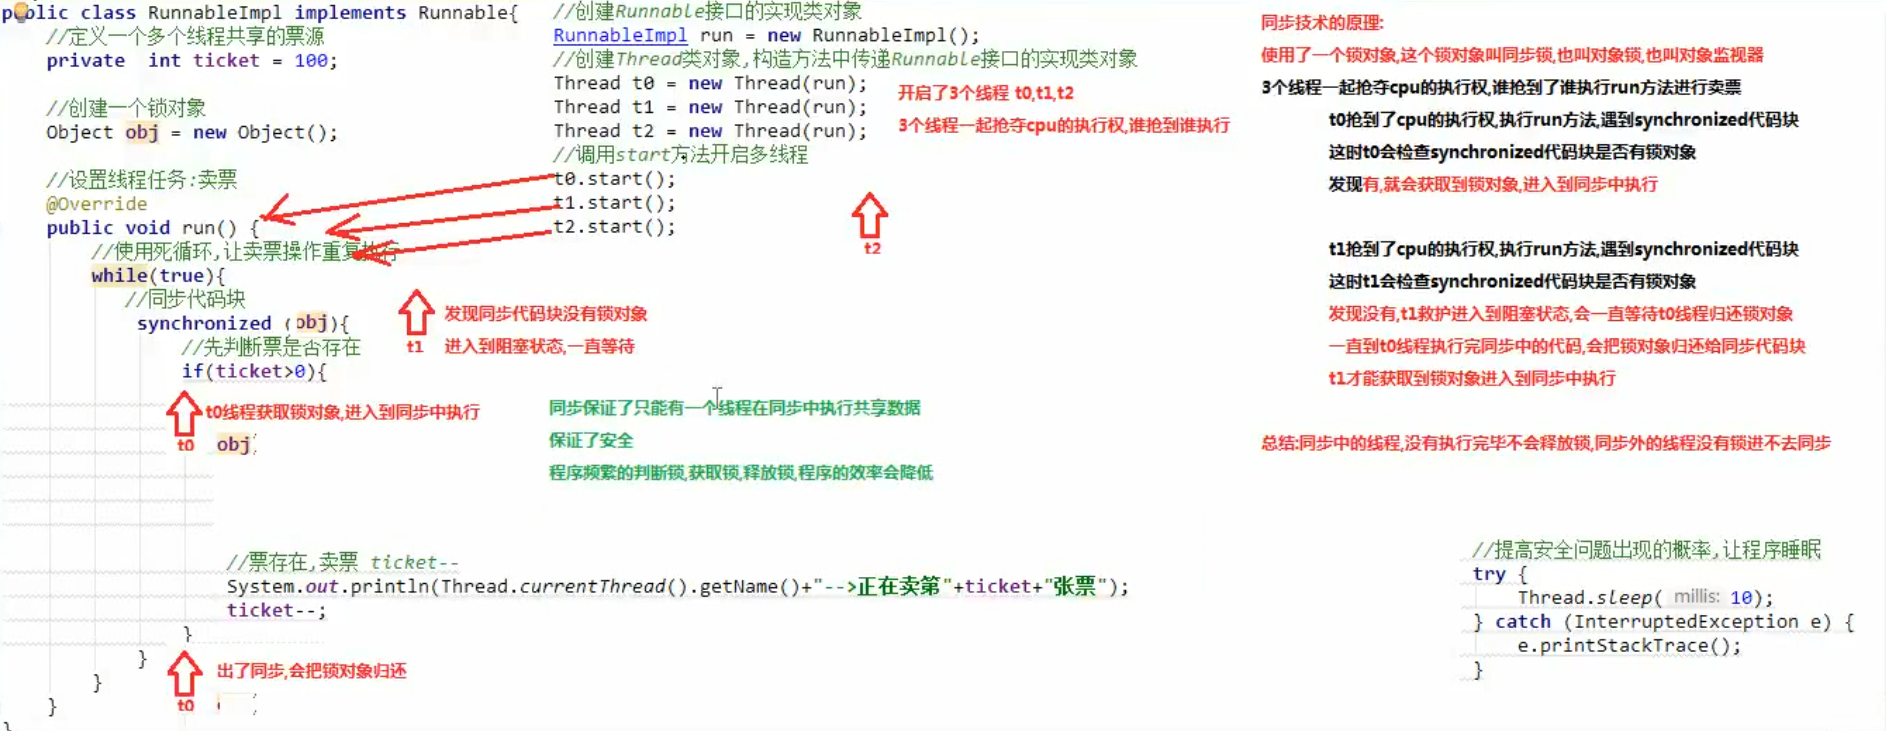 public class RunnableImpl implements Runnable{
//定义一个多个线程共享的票源
private  int ticket = 100;
//创建一个锁对象
Object obj = new Object();
//设置线程任务:卖票
@Override
public void run() {
//使用死循环,让卖票操作重复执行
while(true){
//同步代码块
synchronized (obj){
//先判断票是否存在
if(ticket>0){
t0线程获取锁对象,进入到同步中执行
t0
obj
//票存在,卖票 ticket--
System.out.println(Thread.currentThread().getName()+"-->正在卖第"+ticket+"张票");
ticket--;
}
}
}
}
}
出了同步,会把锁对象归还
t0
//创建Runnable接口的实现类对象
RunnableImpl run = new RunnableImpl();
//创建Thread类对象,构造方法中传递Runnable接口的实现类对象
Thread t0 = new Thread(run);
Thread t1 = new Thread(run);
Thread t2 = new Thread(run);
//调用start方法开启多线程
t0.start();
t1.start();
t2.start();
开启了3个线程 t0,t1,t2
3个线程一起抢夺cpu的执行权,谁抢到谁执行
t2
t1
发现同步代码块没有锁对象
进入到阻塞状态,一直等待
同步保证了只能有一个线程在同步中执行共享数据
保证了安全
程序频繁的判断锁,获取锁,释放锁,程序的效率会降低
同步技术的原理:
使用了一个锁对象,这个锁对象叫同步锁,也叫对象锁,也叫对象监视器
3个线程一起抢夺cpu的执行权,谁抢到了谁执行run方法进行卖票
t0抢到了cpu的执行权,执行run方法,遇到synchronized代码块
这时t0会检查synchronized代码块是否有锁对象
发现有,就会获取到锁对象,进入到同步中执行
t1抢到了cpu的执行权,执行run方法,遇到synchronized代码块
这时t1会检查synchronized代码块是否有锁对象
发现没有,t1救护进入到阻塞状态,会一直等待t0线程归还锁对象
一直到t0线程执行完同步中的代码,会把锁对象归还给同步代码块
t1才能获取到锁对象进入到同步中执行
总结:同步中的线程,没有执行完毕不会释放锁,同步外的线程没有锁进不去同步
//提高安全问题出现的概率,让程序睡眠
try {
Thread.sleep( millis: 10);
} catch (InterruptedException e) {
e.printStackTrace();
}